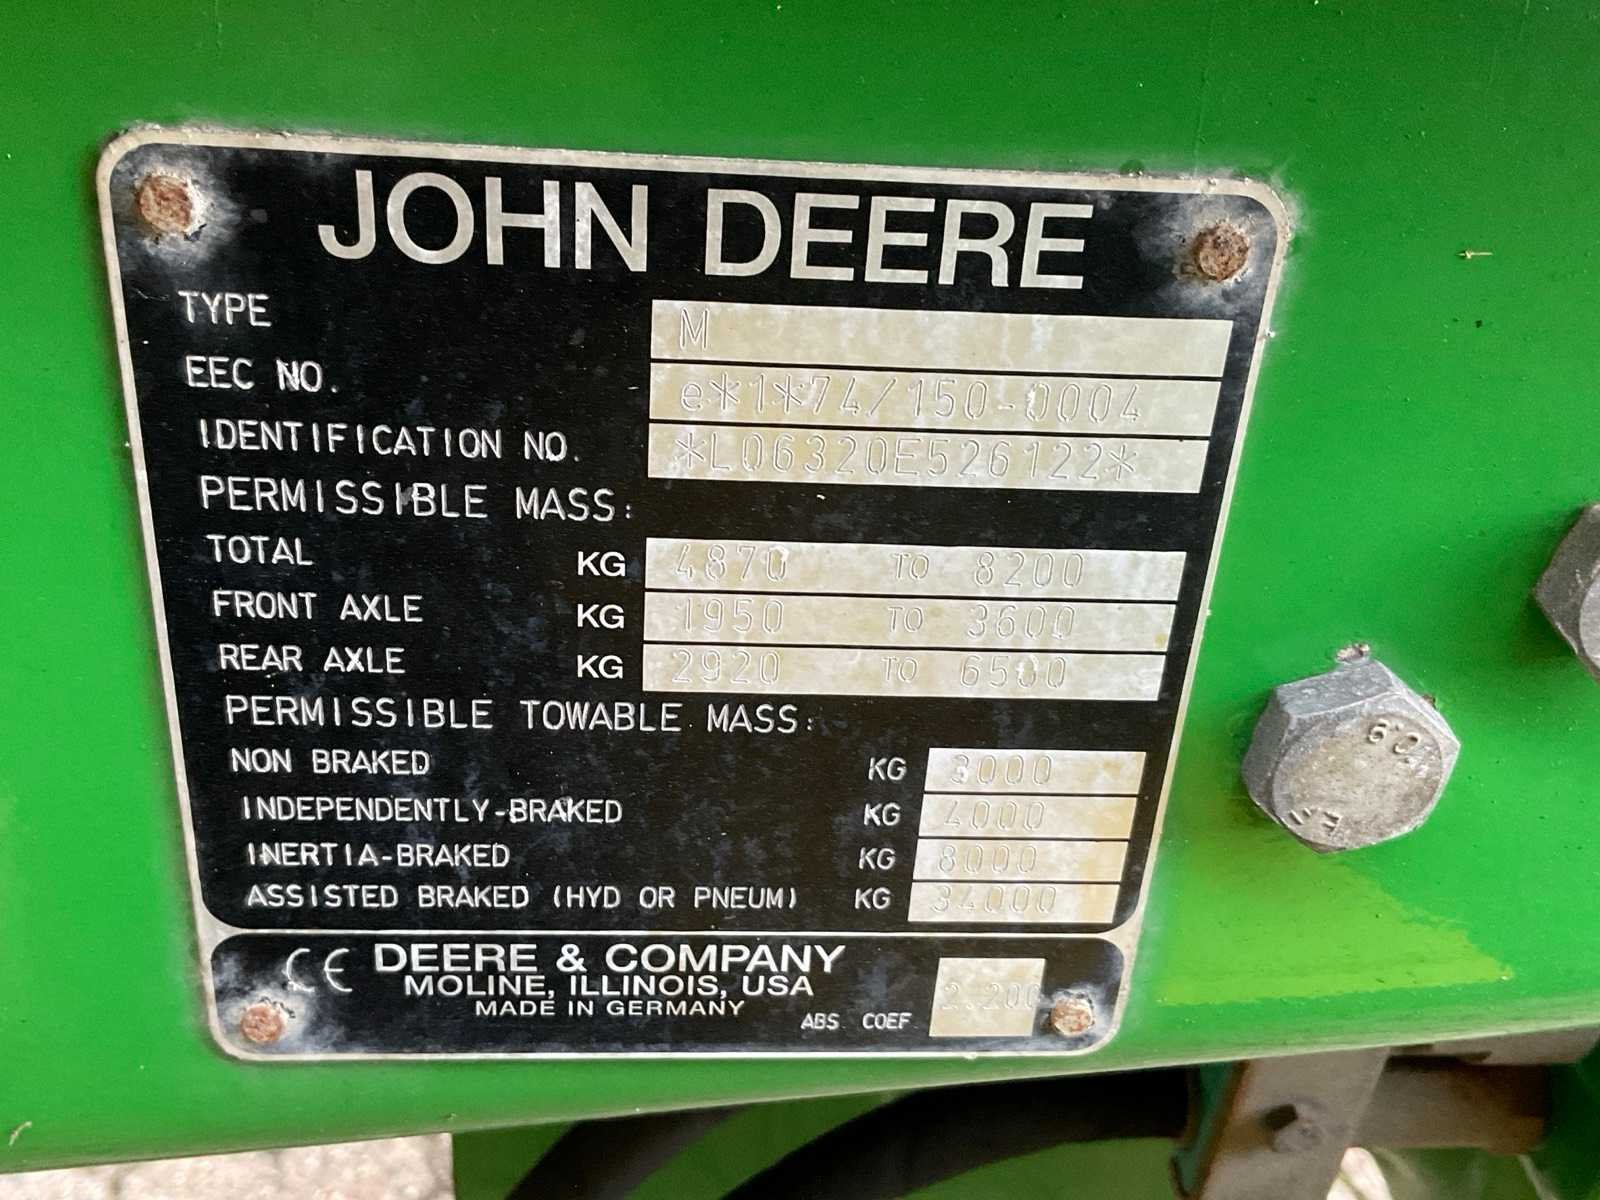 JOHN DEERE
TYPE M
EEC NO. e*1*74/150-0004
IDENTIFICATION NO. *L06320E526122*
PERMISSIBLE MASS:
TOTAL KG 4870 TO 8200
FRONT AXLE KG 1950 TO 3600
REAR AXLE KG 2920 TO 6500
PERMISSIBLE TOWABLE MASS:
NON BRAKED KG 3000
INDEPENDENTLY-BRAKED KG 4000
INERTIA-BRAKED KG 8000
ASSISTED BRAKED (HYD OR PNEUM) KG 34000
CE DEERE & COMPANY
MOLINE, ILLINOIS, USA
MADE IN GERMANY
ABS. COEF. 2.200